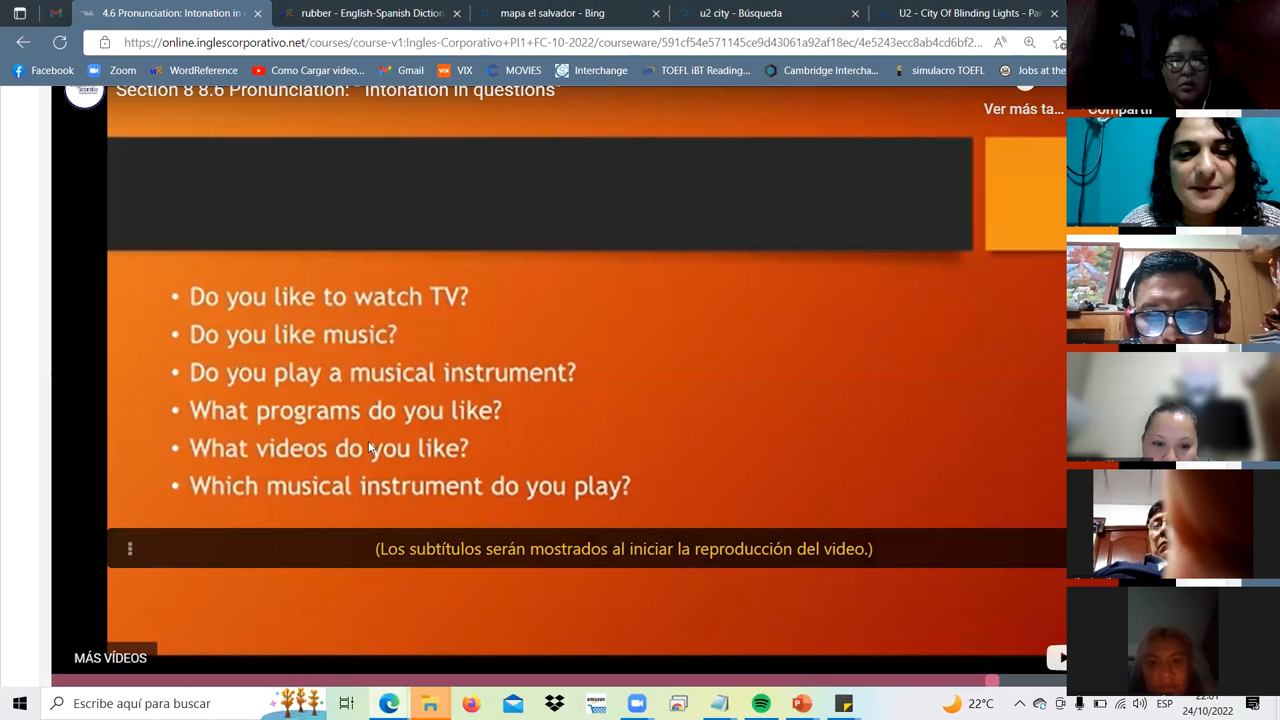 4.6 Pronunciation: Intonation in
rubber - English-Spanish Diction
mapa el salvador - Bing
u2 city - Búsqueda
U2 - City Of Blinding Lights - Par
https://online.inglescorporativo.net/courses/course-v1:Ingles-Corporativo+PI1+FC-10-2022/courseware/591cf54e571145ce9d43061a92af18ec/4e5243ecc8ab4cd6bf2...
Facebook
Zoom
WordReference
Como Cargar video...
Gmail
VIX
MOVIES
Interchange
TOEFL iBT Reading...
Cambridge Intercha...
simulacro TOEFL
Jobs at the
Section 8 8.6 Pronunciation: "Intonation in questions"
Ver más ta...
Compartir
• Do you like to watch TV?
• Do you like music?
• Do you play a musical instrument?
• What programs do you like?
• What videos do you like?
• Which musical instrument do you play?
(Los subtítulos serán mostrados al iniciar la reproducción del video.)
MÁS VÍDEOS
Escribe aquí para buscar
22°C
ESP
22:01
24/10/2022